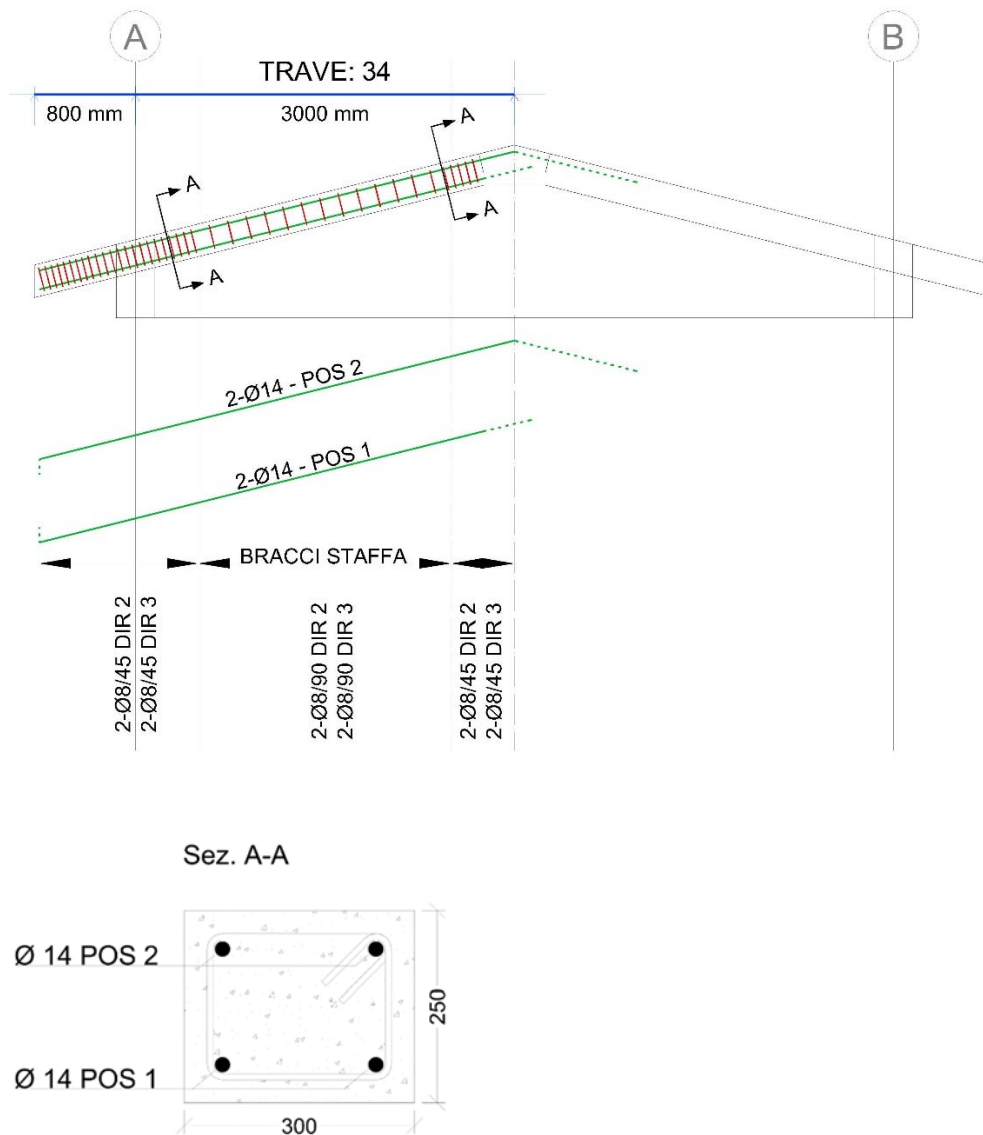 A
B
TRAVE: 34
800 mm
3000 mm
A
A
A
A
2-Ø14 - POS 2
2-Ø14 - POS 1
BRACCI STAFFA
2-Ø8/45 DIR 2
2-Ø8/45 DIR 3
2-Ø8/90 DIR 2
2-Ø8/90 DIR 3
2-Ø8/45 DIR 2
2-Ø8/45 DIR 3
Sez. A-A
Ø 14 POS 2
Ø 14 POS 1
250
300